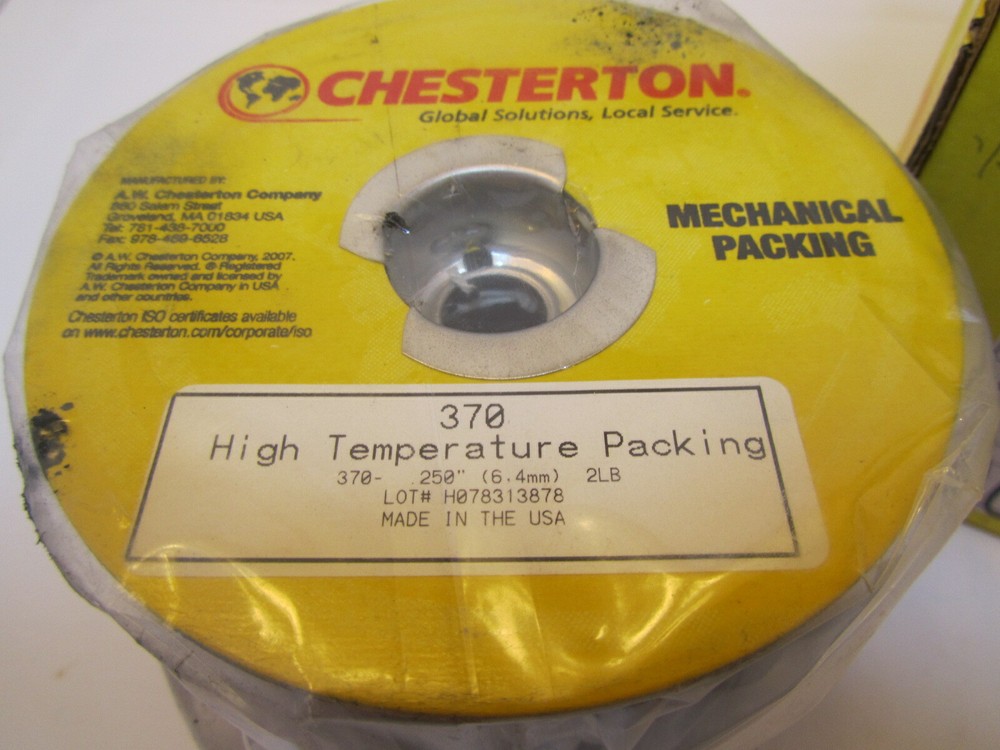 CHESTERTON®
Global Solutions, Local Service.
MANUFACTURED BY:
A.W. Chesterton Company
860 Salem Street
Groveland, MA 01834 USA
Tel: 781-438-7000
Fax: 978-469-6528
© A.W. Chesterton Company, 2007.
All Rights Reserved. ® Registered
Trademark owned and licensed by
A.W. Chesterton Company in USA
and other countries.
Chesterton ISO certificates available
on www.chesterton.com/corporate/iso
MECHANICAL
PACKING
370
High Temperature Packing
370- .250" (6.4mm) 2LB
LOT# H078313878
MADE IN THE USA